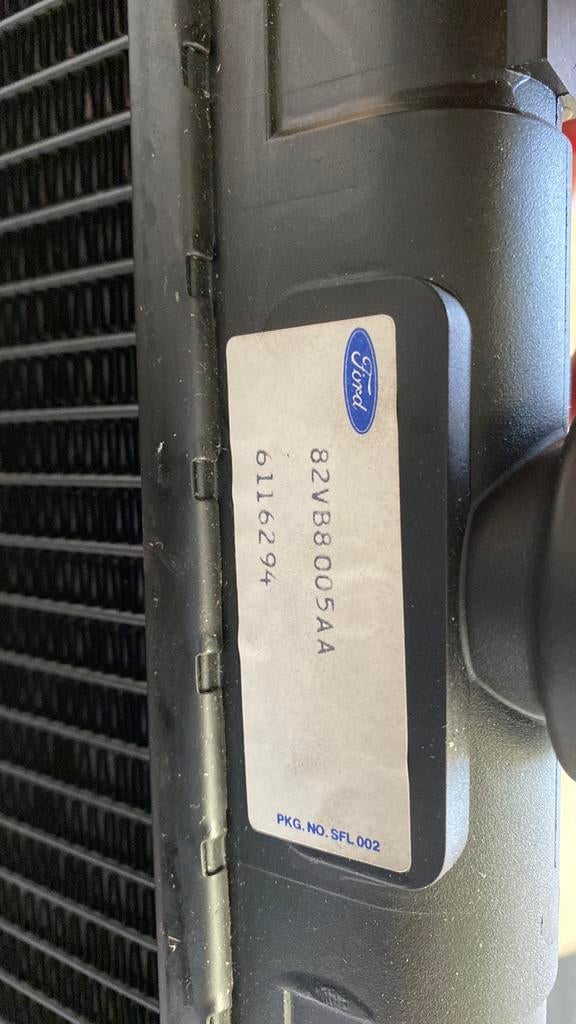 Ford
82VB8005AA
6116294
PKG. NO. SFL 002